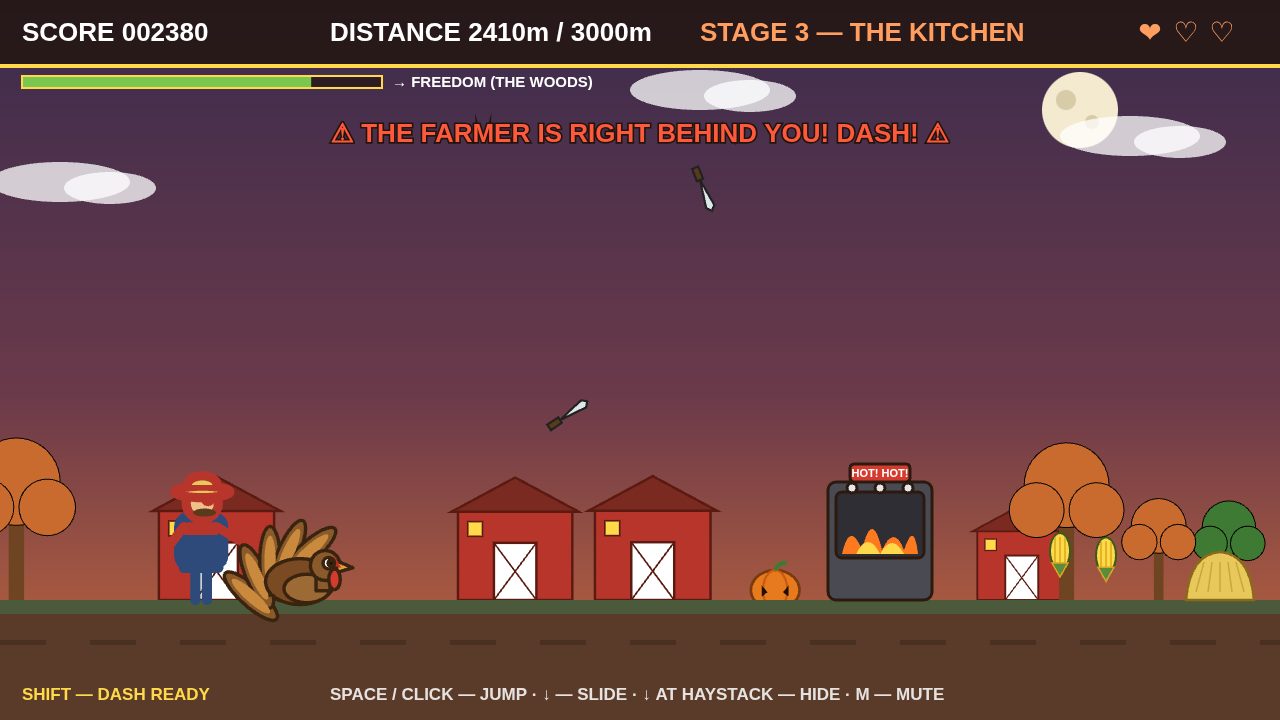 SCORE 002380
DISTANCE 2410m / 3000m
STAGE 3 — THE KITCHEN
❤ ♡ ♡
→ FREEDOM (THE WOODS)
⚠ THE FARMER IS RIGHT BEHIND YOU! DASH! ⚠
HOT! HOT!
SHIFT — DASH READY
SPACE / CLICK — JUMP · ↓ — SLIDE · ↓ AT HAYSTACK — HIDE · M — MUTE